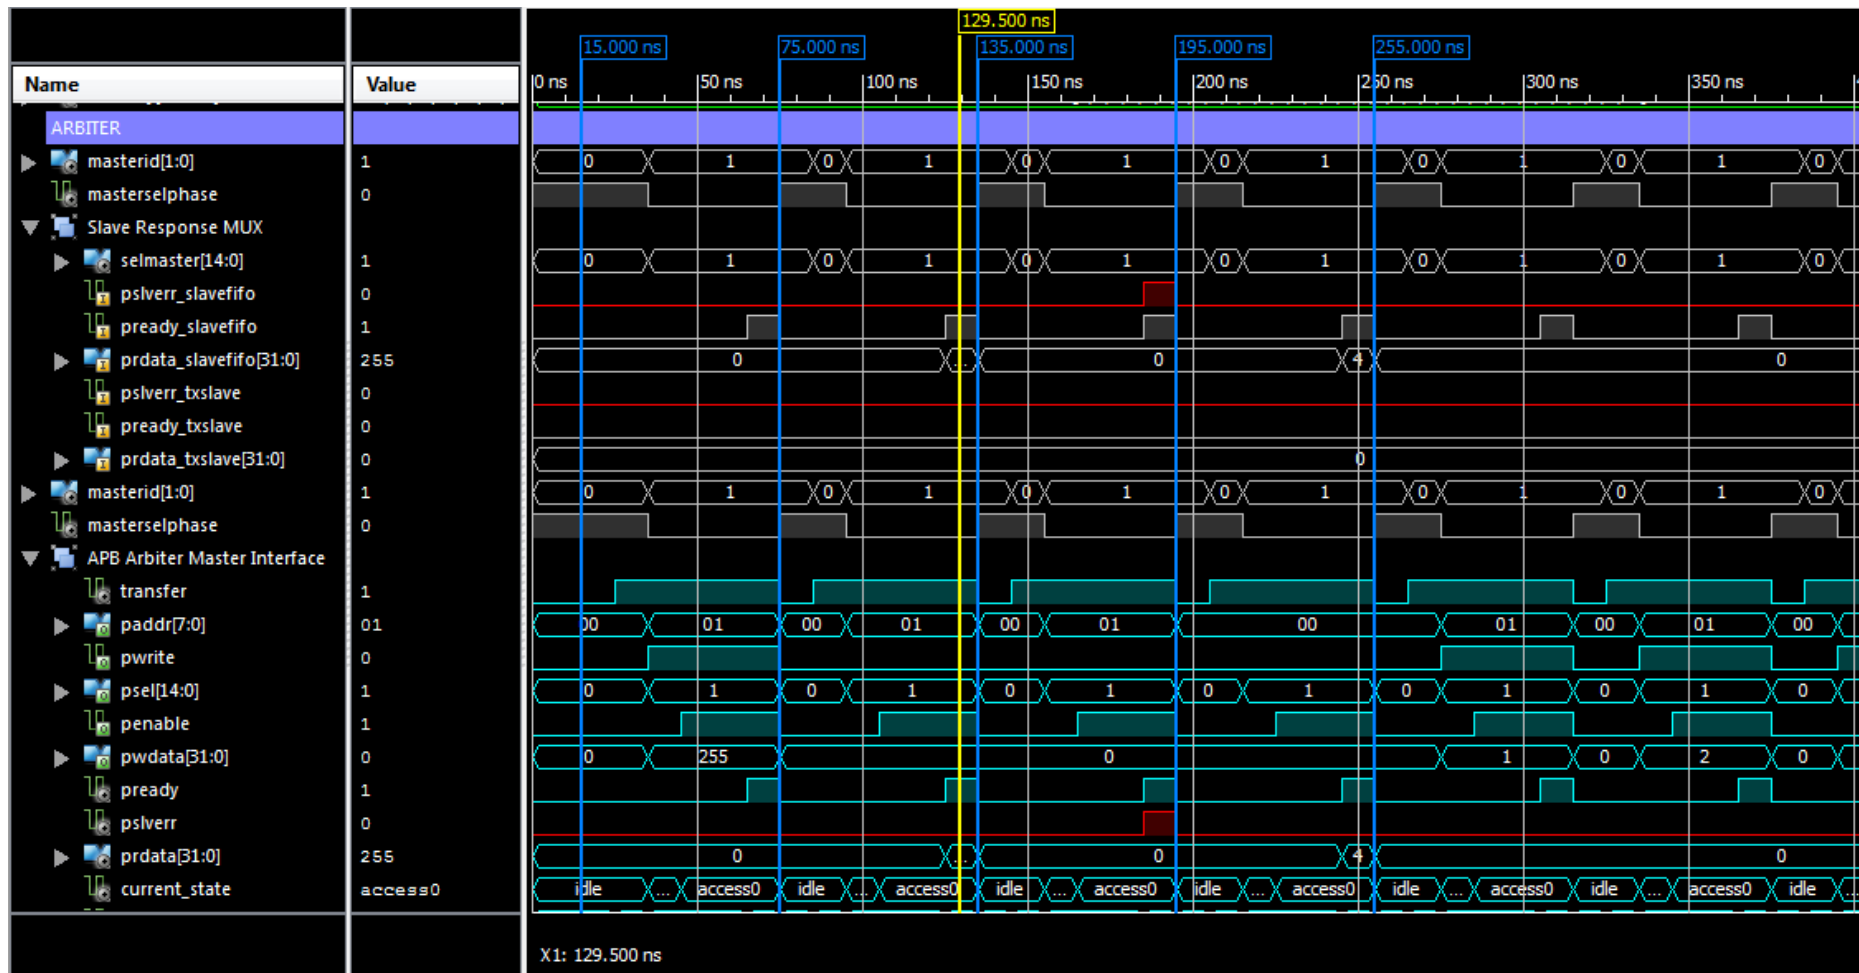 129.500 ns
15.000 ns 75.000 ns 135.000 ns 195.000 ns 255.000 ns
Name Value 0 ns 50 ns 100 ns 150 ns 200 ns 250 ns 300 ns 350 ns
ARBITER
masterid[1:0] 1 0 1 0 1 0 1 0 1 0 1 0 1 0
masterselphase 0
Slave Response MUX
selmaster[14:0] 1 0 1 0 1 0 1 0 1 0 1 0 1 0
pslverr_slavefifo 0
pready_slavefifo 1
prdata_slavefifo[31:0] 255 0 ... 0 4 0
pslverr_txslave 0
pready_txslave 0
prdata_txslave[31:0] 0 0
masterid[1:0] 1 0 1 0 1 0 1 0 1 0 1 0 1 0
masterselphase 0
APB Arbiter Master Interface
transfer 1
paddr[7:0] 01 00 01 00 01 00 01 00 01 00 01 00
pwrite 0
psel[14:0] 1 0 1 0 1 0 1 0 1 0 1 0 1 0
penable 1
pwdata[31:0] 0 0 255 0 1 0 2 0
pready 1
pslverr 0
prdata[31:0] 255 0 ... 0 4 0
current_state access0 idle ... access0 idle ... access0 idle ... access0 idle ... access0 idle ... access0 idle ... access0 idle ...
X1: 129.500 ns